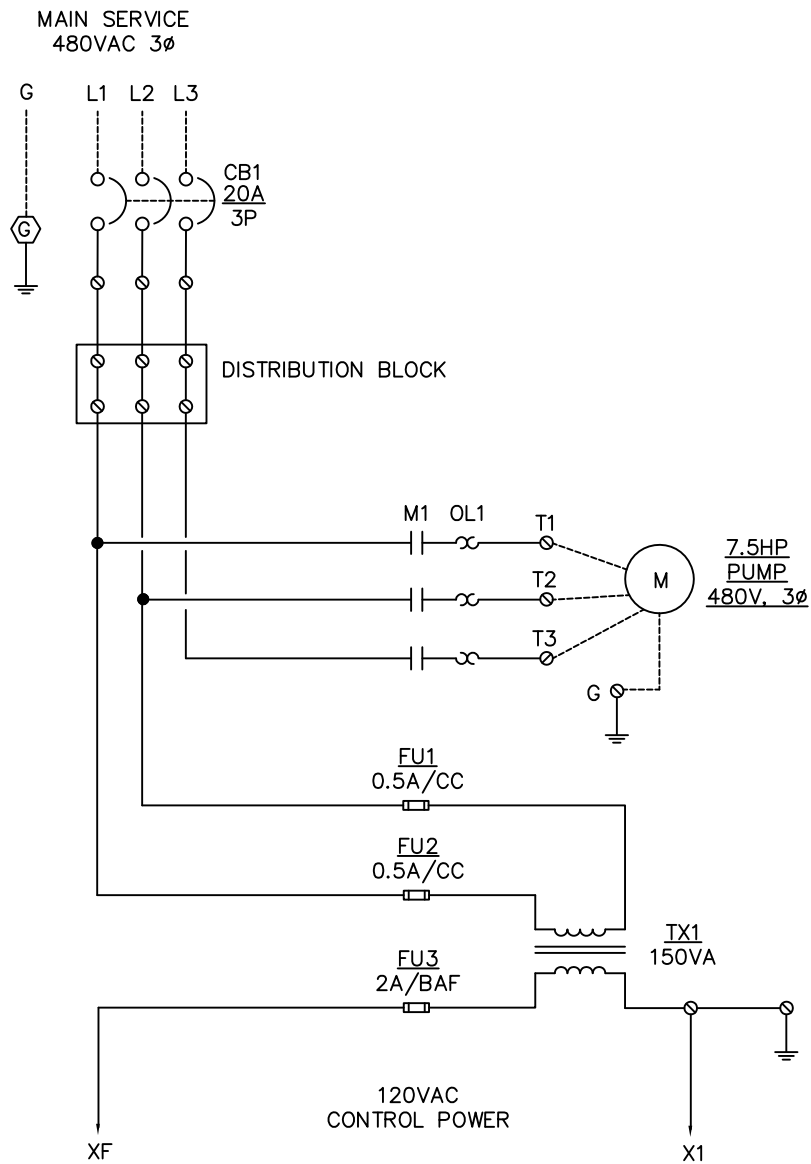 MAIN SERVICE
480VAC 3Ø
G
L1
L2
L3
CB1
20A
3P
G
DISTRIBUTION BLOCK
M1
OL1
T1
T2
T3
M
7.5HP
PUMP
480V, 3Ø
G
FU1
0.5A/CC
FU2
0.5A/CC
TX1
150VA
FU3
2A/BAF
120VAC
CONTROL POWER
XF
X1